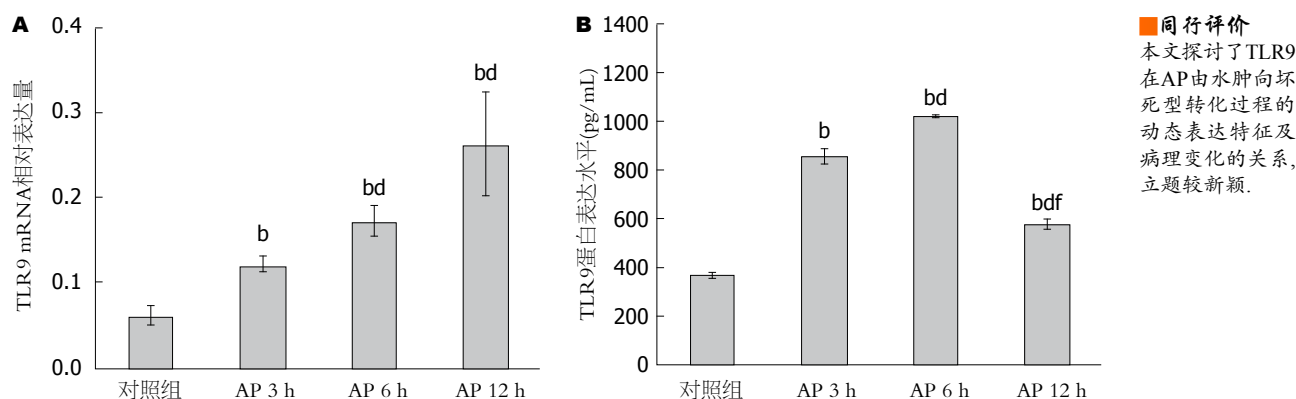 A
TLR9 mRNA相对表达量
0.4
0.3
0.2
0.1
0.0
b
bd
bd
对照组 AP 3 h AP 6 h AP 12 h
B
TLR9蛋白表达水平(pg/mL)
1400
1200
1000
800
600
400
200
0
b
bd
bdf
对照组 AP 3 h AP 6 h AP 12 h
同行评价
本文探讨了TLR9
在AP由水肿向坏
死型转化过程的
动态表达特征及
病理变化的关系,
立题较新颖.